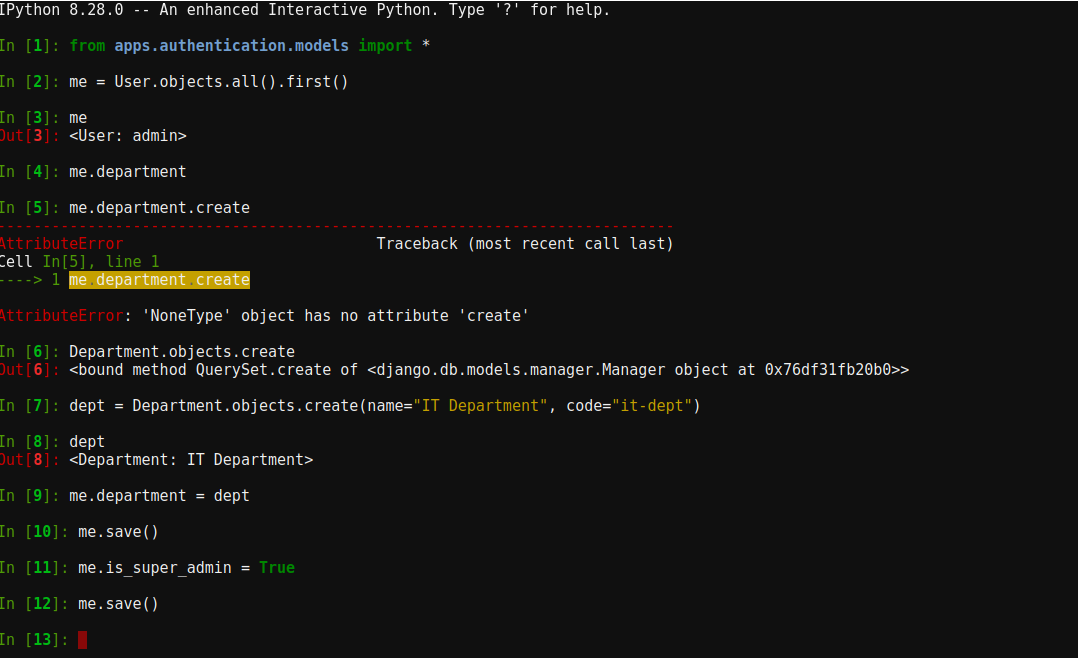 IPython 8.28.0 -- An enhanced Interactive Python. Type '?' for help.
In [1]: from apps.authentication.models import *
In [2]: me = User.objects.all().first()
In [3]: me
Out[3]: <User: admin>
In [4]: me.department
In [5]: me.department.create
---------------------------------------------------------------------------
AttributeError                            Traceback (most recent call last)
Cell In[5], line 1
----> 1 me.department.create
AttributeError: 'NoneType' object has no attribute 'create'
In [6]: Department.objects.create
Out[6]: <bound method QuerySet.create of <django.db.models.manager.Manager object at 0x76df31fb20b0>>
In [7]: dept = Department.objects.create(name="IT Department", code="it-dept")
In [8]: dept
Out[8]: <Department: IT Department>
In [9]: me.department = dept
In [10]: me.save()
In [11]: me.is_super_admin = True
In [12]: me.save()
In [13]: